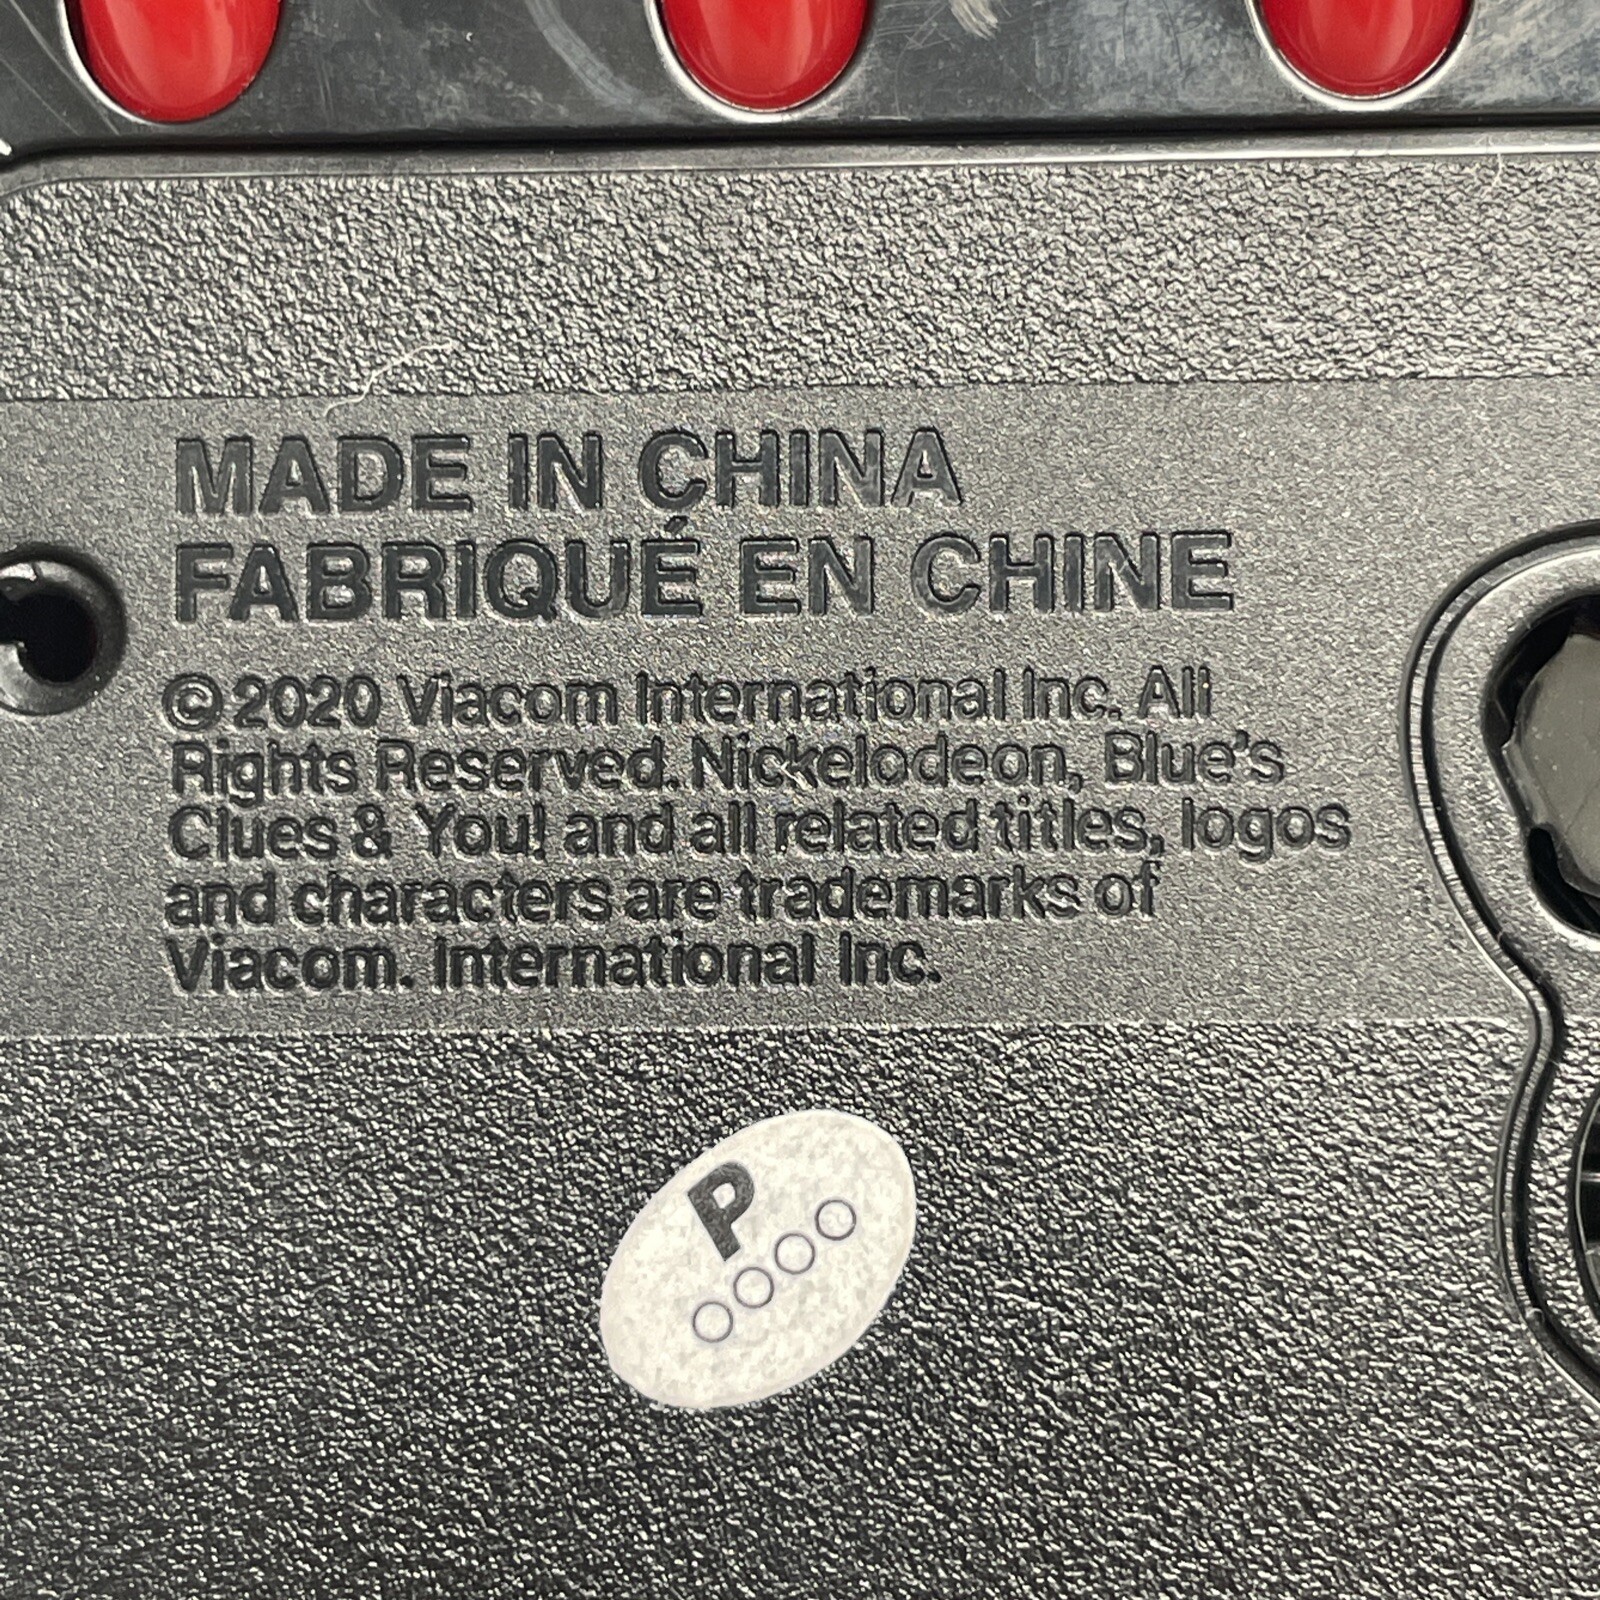 MADE IN CHINA
FABRIQUÉ EN CHINE
©2020 Viacom International Inc. All
Rights Reserved. Nickelodeon, Blue's
Clues & You! and all related titles, logos
and characters are trademarks of
Viacom. International Inc.
P
○○○○